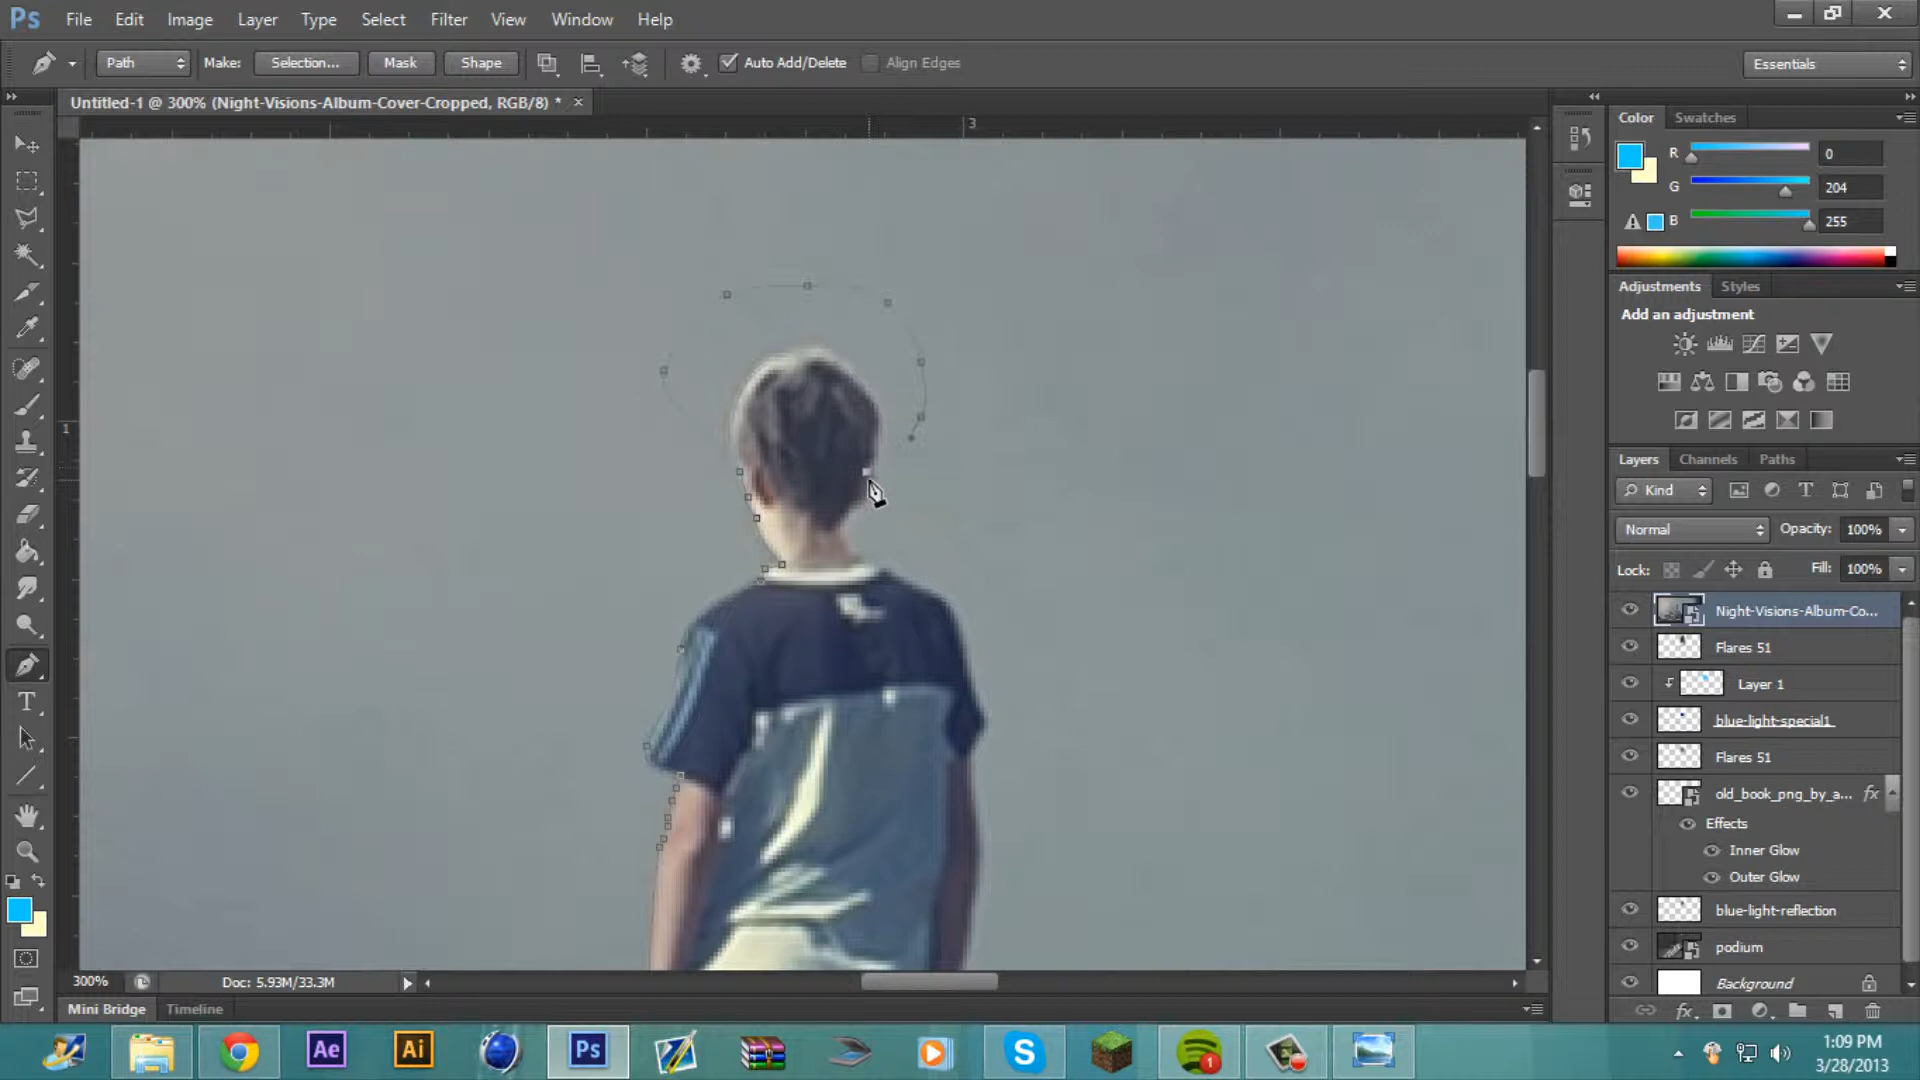 Ps File Edit Image Layer Type Select Filter View Window Help
Path Make: Selection... Mask Shape Auto Add/Delete Align Edges Essentials
Untitled-1 @ 300% (Night-Visions-Album-Cover-Cropped, RGB/8) * ×
3
1
Color Swatches
R 0
G 204
B 255
Adjustments Styles
Add an adjustment
Layers Channels Paths
Kind
Normal Opacity: 100%
Lock: Fill: 100%
Night-Visions-Album-Co...
Flares 51
Layer 1
blue-light-special1
Flares 51
old_book_png_by_a... fx
Effects
Inner Glow
Outer Glow
blue-light-reflection
podium
Background
fx
T
300% Doc: 5.93M/33.3M
Mini Bridge Timeline
Ae Ai Ps S 1
1:09 PM
3/28/2013